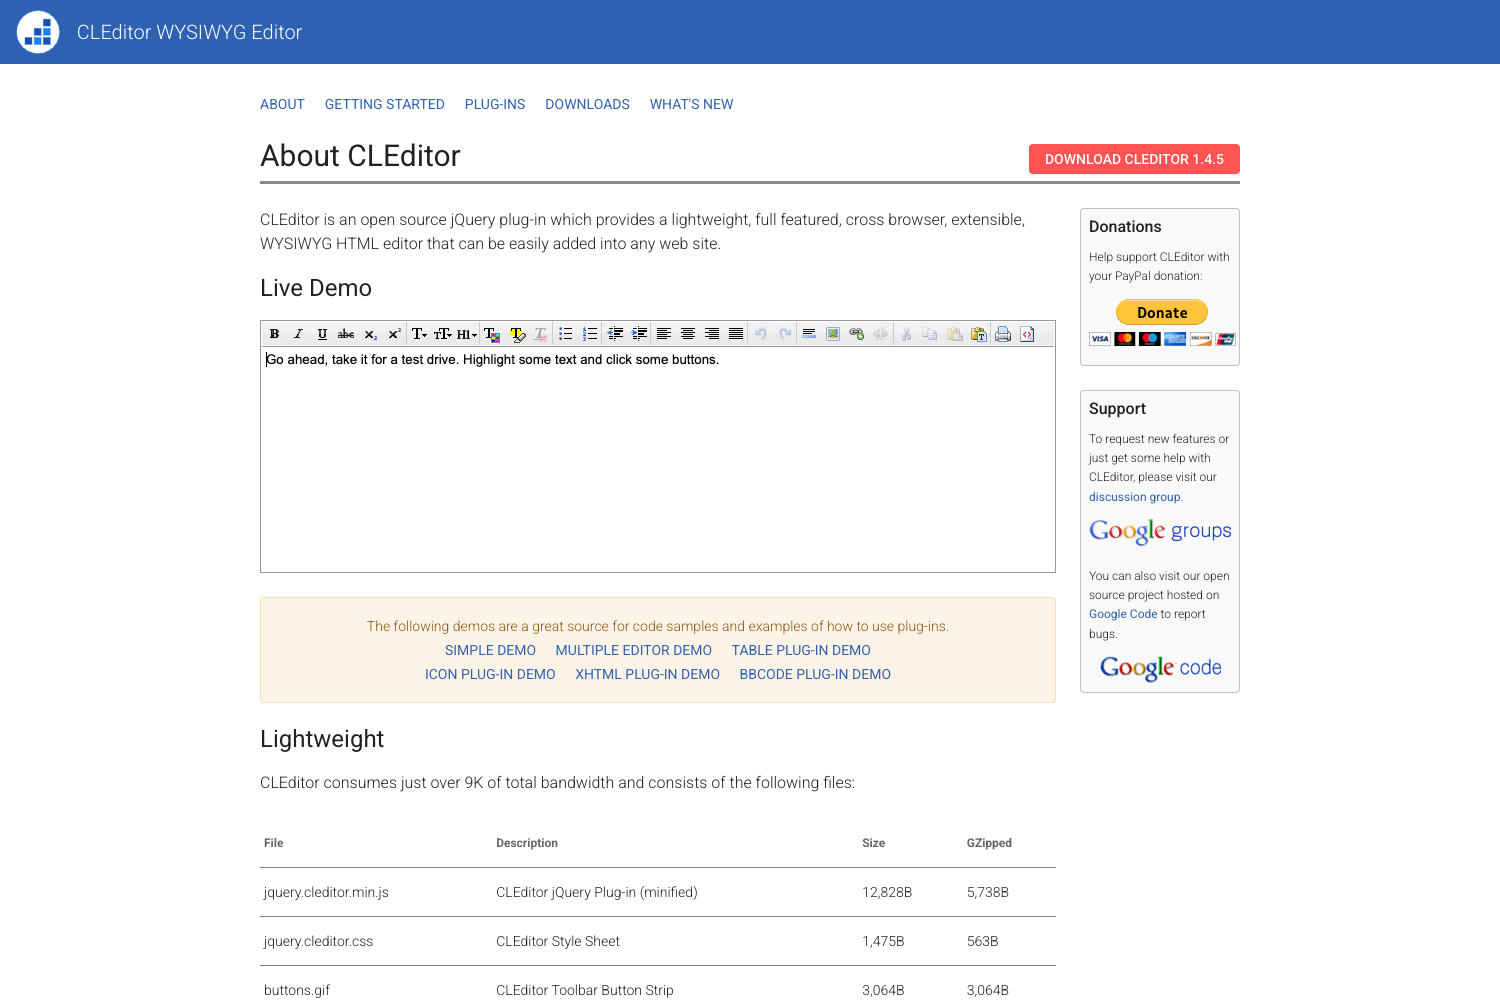 CLEditor WYSIWYG Editor
ABOUT GETTING STARTED PLUG-INS DOWNLOADS WHAT'S NEW
About CLEditor
DOWNLOAD CLEDITOR 1.4.5
CLEditor is an open source jQuery plug-in which provides a lightweight, full featured, cross browser, extensible,
WYSIWYG HTML editor that can be easily added into any web site.
Live Demo
B I U abc x₂ x² T TT H1 T T T
Go ahead, take it for a test drive. Highlight some text and click some buttons.
The following demos are a great source for code samples and examples of how to use plug-ins.
SIMPLE DEMO MULTIPLE EDITOR DEMO TABLE PLUG-IN DEMO
ICON PLUG-IN DEMO XHTML PLUG-IN DEMO BBCODE PLUG-IN DEMO
Lightweight
CLEditor consumes just over 9K of total bandwidth and consists of the following files:
File Description Size GZipped
jquery.cleditor.min.js CLEditor jQuery Plug-in (minified) 12,828B 5,738B
jquery.cleditor.css CLEditor Style Sheet 1,475B 563B
buttons.gif CLEditor Toolbar Button Strip 3,064B 3,064B
Donations
Help support CLEditor with
your PayPal donation:
Donate
VISA DISCOVER
Support
To request new features or
just get some help with
CLEditor, please visit our
discussion group.
Google groups
You can also visit our open
source project hosted on
Google Code to report
bugs.
Google code